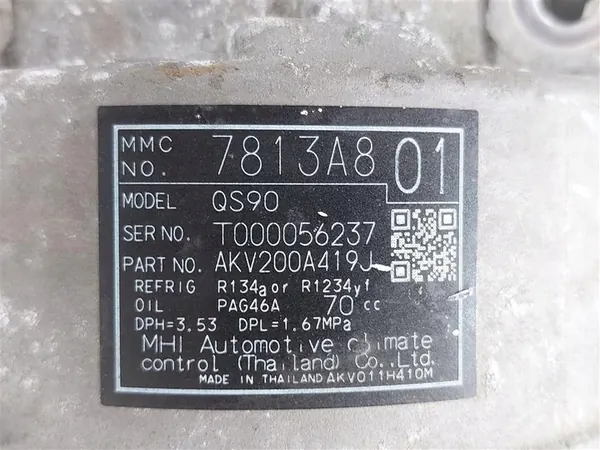 MMC NO. 7813A8 01
MODEL QS90
SER NO. T000056237
PART NO. AKV200A419J
REFRIG R134a or R1234yf
OIL PAG46A 70 cc
DPH=3.53 DPL=1.67MPa
MHI Automotive climate
control (Thailand) Co.,Ltd.
MADE IN THAILAND AKV011H410M